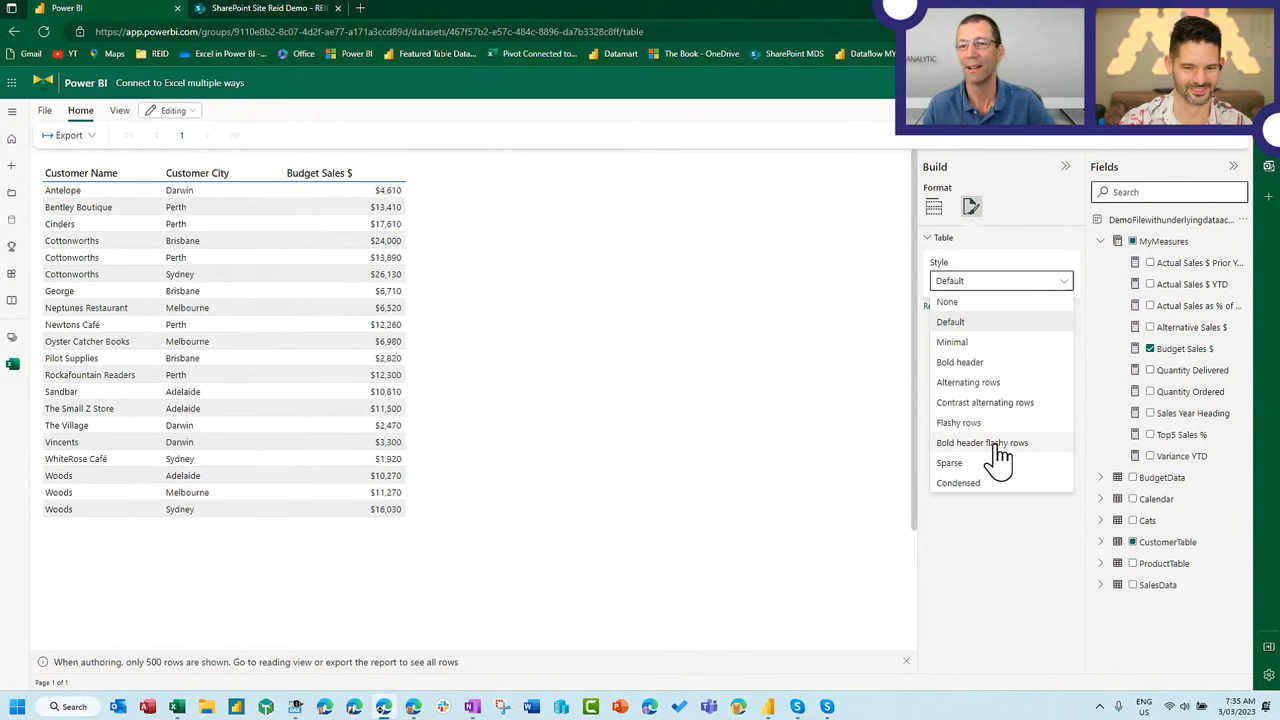 Power BI
SharePoint Site Reid Demo - REI
https://app.powerbi.com/groups/9110e8b2-8c07-4d2f-ae77-a171a3ccd89d/datasets/467f57b2-e57c-484c-8896-da7b3328c8ff/table
Gmail
YT
Power BI
Featured Table Data...
Excel in Power BI
Office
Pivot Connected to...
Datamart
The Book - OneDrive
SharePoint MDS
Dataflow MY
ANALYTIC
Power BI
Connect to Excel multiple ways
File
Home
View
Editing
Export
1
Customer Name Customer City Budget Sales $
Antelope Darwin $4,610
Bentley Boutique Perth $13,410
Cinders Perth $17,610
Cottonworths Brisbane $24,000
Cottonworths Perth $13,890
Cottonworths Sydney $26,130
George Brisbane $6,710
Neptunes Restaurant Melbourne $6,520
Newtons Café Perth $12,260
Oyster Catcher Books Melbourne $6,980
Pilot Supplies Brisbane $2,820
Rockafountain Readers Perth $12,300
Sandbar Adelaide $10,810
The Small Z Store Adelaide $11,500
The Village Darwin $2,470
Vincents Darwin $3,300
WhiteRose Café Sydney $1,920
Woods Adelaide $10,270
Woods Melbourne $11,270
Woods Sydney $16,030
When authoring, only 500 rows are shown. Go to reading view or export the report to see all rows
Page 1 of 1
Build
Format
Table
Style
Default
Re
None
Default
Minimal
Bold header
Alternating rows
Contrast alternating rows
Flashy rows
Bold header flashy rows
Sparse
Condensed
Fields
Search
DemoFilewithunderlyingdataac...
MyMeasures
Actual Sales $ Prior Y...
Actual Sales $ YTD
Actual Sales as % of ...
Alternative Sales $
Budget Sales $
Quantity Delivered
Quantity Ordered
Sales Year Heading
Top5 Sales %
Variance YTD
BudgetData
Calendar
Cats
CustomerTable
ProductTable
SalesData
Search
ENG
US
7:35 AM
3/03/2023